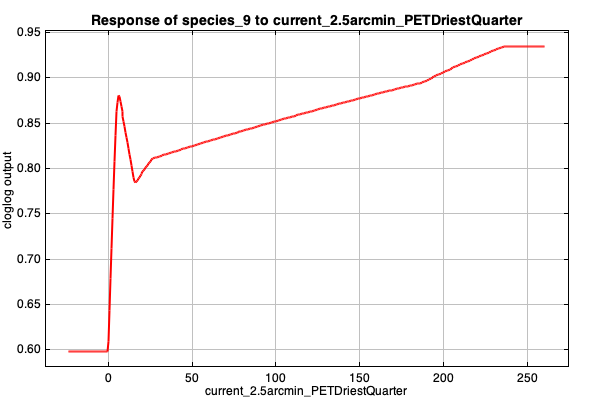 Response of species_9 to current_2.5arcmin_PETDriestQuarter
0.95
0.90
0.85
0.80
0.75
0.70
0.65
0.60
cloglog output
0 50 100 150 200 250
current_2.5arcmin_PETDriestQuarter